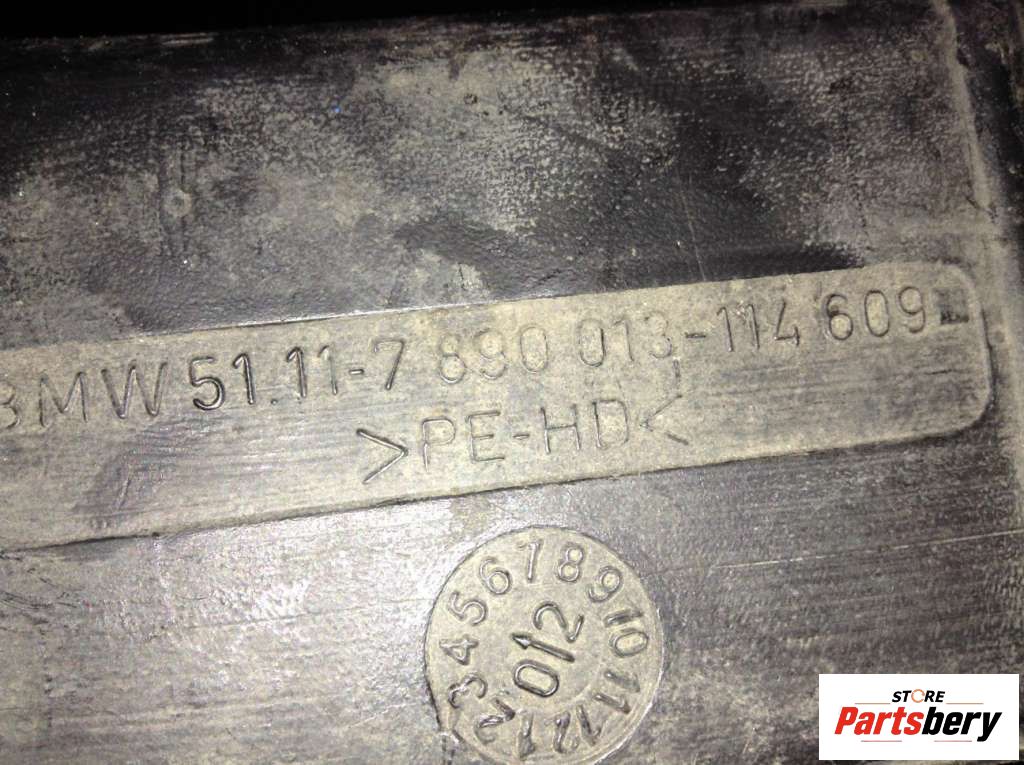 BMW 51.11-7 890 013-114 609
>PE-HD<
1 2 3 4 5 6 7 8 9 10 11 12
012
STORE
Partsbery